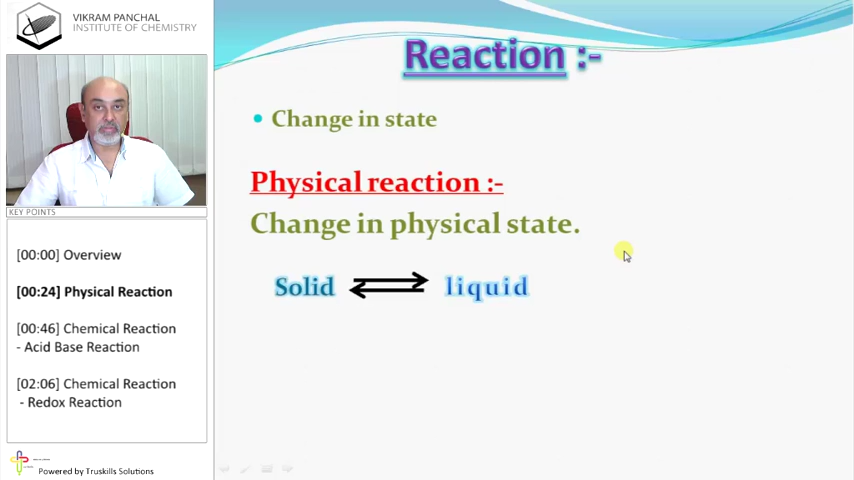 VIKRAM PANCHAL
INSTITUTE OF CHEMISTRY
KEY POINTS
[00:00] Overview
[00:24] Physical Reaction
[00:46] Chemical Reaction
- Acid Base Reaction
[02:06] Chemical Reaction
- Redox Reaction
Powered by Truskills Solutions
Reaction :-
• Change in state
Physical reaction :-
Change in physical state.
Solid ⇌ liquid